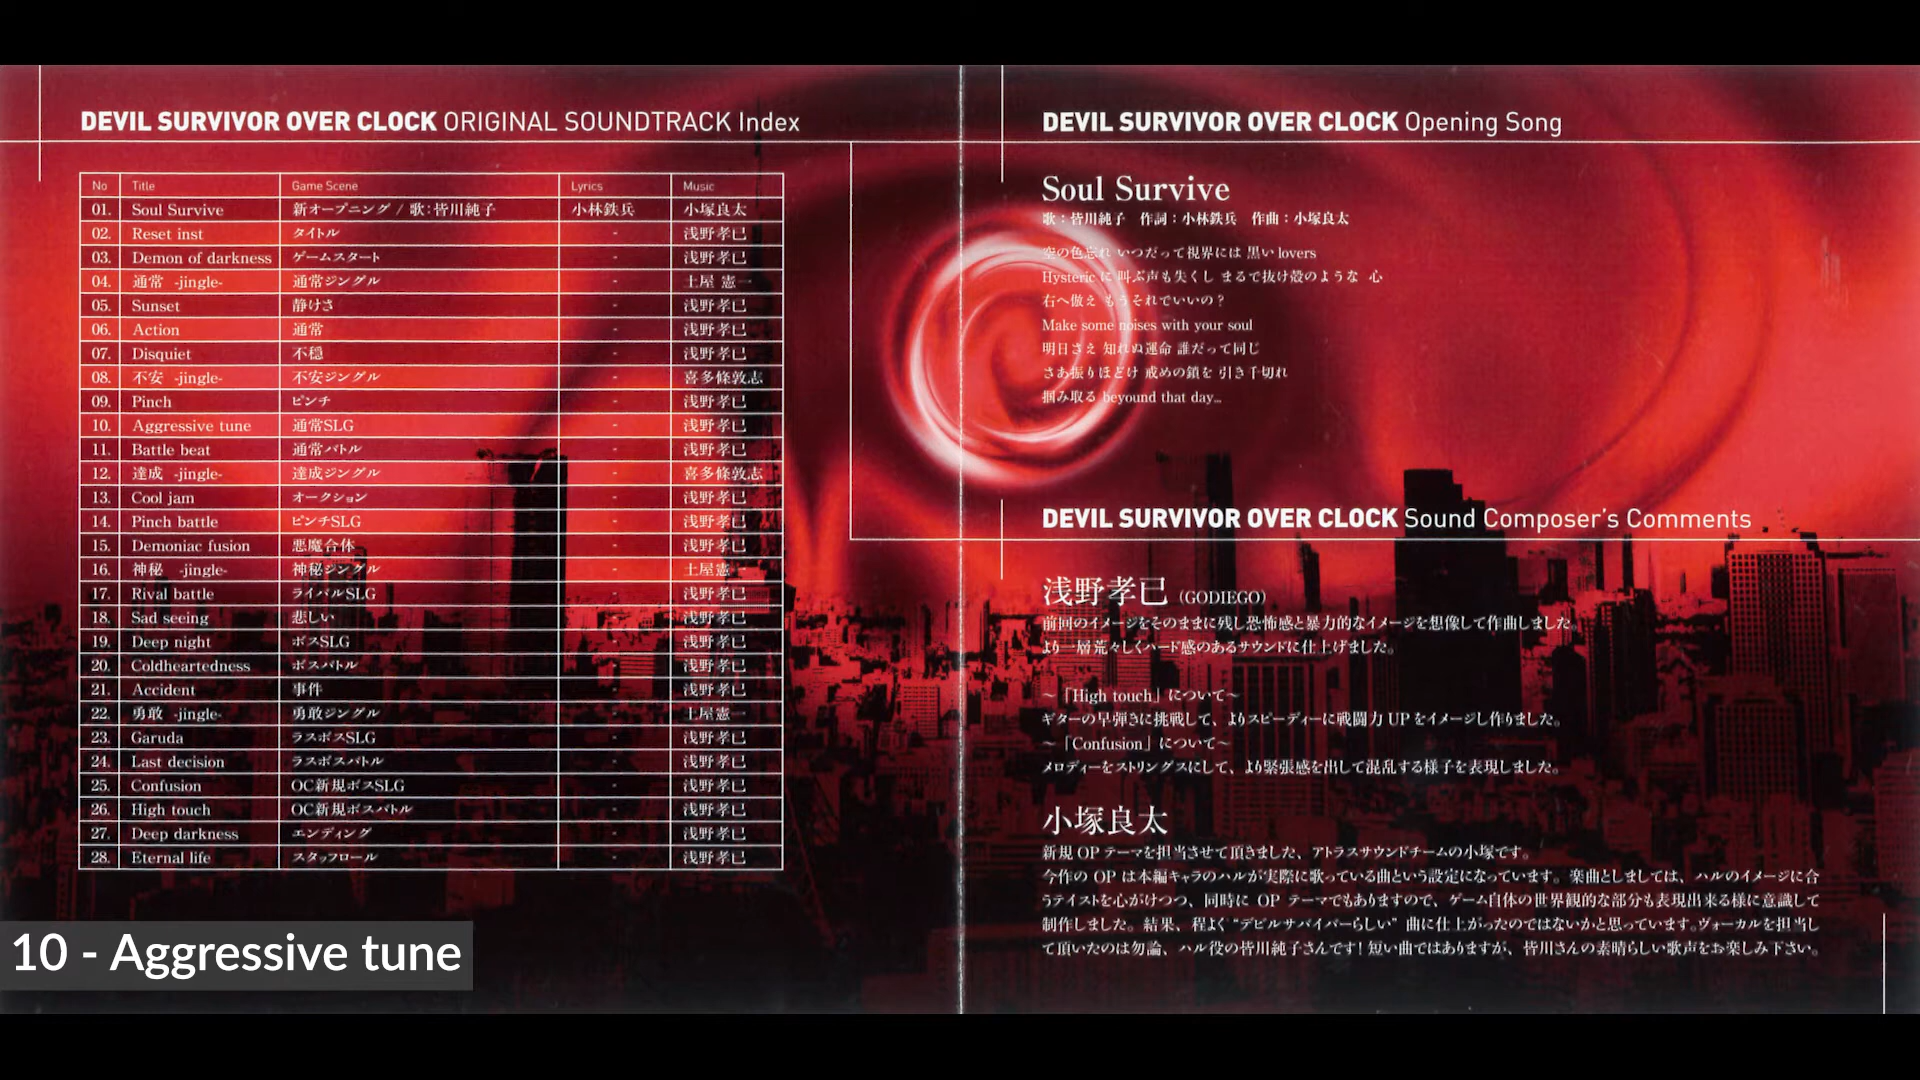 DEVIL SURVIVOR OVER CLOCK ORIGINAL SOUNDTRACK Index
No Title Game Scene Lyrics Music
01. Soul Survive 新オープニング / 歌：皆川純子 小林鉄兵 小塚良太
02. Reset inst タイトル - 浅野孝已
03. Demon of darkness ゲームスタート - 浅野孝已
04. 通常 -jingle- 通常ジングル - 土屋 憲一
05. Sunset 静けさ - 浅野孝已
06. Action 通常 - 浅野孝已
07. Disquiet 不穏 - 浅野孝已
08. 不安 -jingle- 不安ジングル - 喜多條敦志
09. Pinch ピンチ - 浅野孝已
10. Aggressive tune 通常SLG - 浅野孝已
11. Battle beat 通常バトル - 浅野孝已
12. 達成 -jingle- 達成ジングル - 喜多條敦志
13. Cool jam オークション - 浅野孝已
14. Pinch battle ピンチSLG - 浅野孝已
15. Demoniac fusion 悪魔合体 - 浅野孝已
16. 神秘 -jingle- 神秘ジングル - 土屋憲一
17. Rival battle ライバルSLG - 浅野孝已
18. Sad seeing 悲しい - 浅野孝已
19. Deep night ボスSLG - 浅野孝已
20. Coldheartedness ボスバトル - 浅野孝已
21. Accident 事件 - 浅野孝已
22. 勇敢 -jingle- 勇敢ジングル - 土屋憲一
23. Garuda ラスボスSLG - 浅野孝已
24. Last decision ラスボスバトル - 浅野孝已
25. Confusion OC新規ボスSLG - 浅野孝已
26. High touch OC新規ボスバトル - 浅野孝已
27. Deep darkness エンディング - 浅野孝已
28. Eternal life スタッフロール - 浅野孝已
10 - Aggressive tune
DEVIL SURVIVOR OVER CLOCK Opening Song
Soul Survive
歌：皆川純子 作詞：小林鉄兵 作曲：小塚良太
空の色忘れ いつだって視界には 黒い lovers
Hysteric に 叫ぶ声も失くし まるで抜け殻のような 心
右へ倣え もうそれでいいの？
Make some noises with your soul
明日さえ 知れぬ運命 誰だって同じ
さあ振りほどけ 戒めの鎖を 引き千切れ
掴み取る beyound that day...
DEVIL SURVIVOR OVER CLOCK Sound Composer's Comments
浅野孝已 (GODIEGO)
前回のイメージをそのままに残し恐怖感と暴力的なイメージを想像して作曲しました。
より一層荒々しくハード感のあるサウンドに仕上げました。
～「High touch」について～
ギターの早弾きに挑戦して、よりスピーディーに戦闘力 UP をイメージし作りました。
～「Confusion」について～
メロディーをストリングスにして、より緊張感を出して混乱する様子を表現しました。
小塚良太
新規 OP テーマを担当させて頂きました、アトラスサウンドチームの小塚です。
今作の OP は本編キャラのハルが実際に歌っている曲という設定になっています。楽曲としましては、ハルのイメージに合
うテイストを心がけつつ、同時に OP テーマでもありますので、ゲーム自体の世界観的な部分も表現出来る様に意識して
制作しました。結果、程よく“デビルサバイバーらしい”曲に仕上がったのではないかと思っています。ヴォーカルを担当し
て頂いたのは勿論、ハル役の皆川純子さんです！短い曲ではありますが、皆川さんの素晴らしい歌声をお楽しみ下さい。